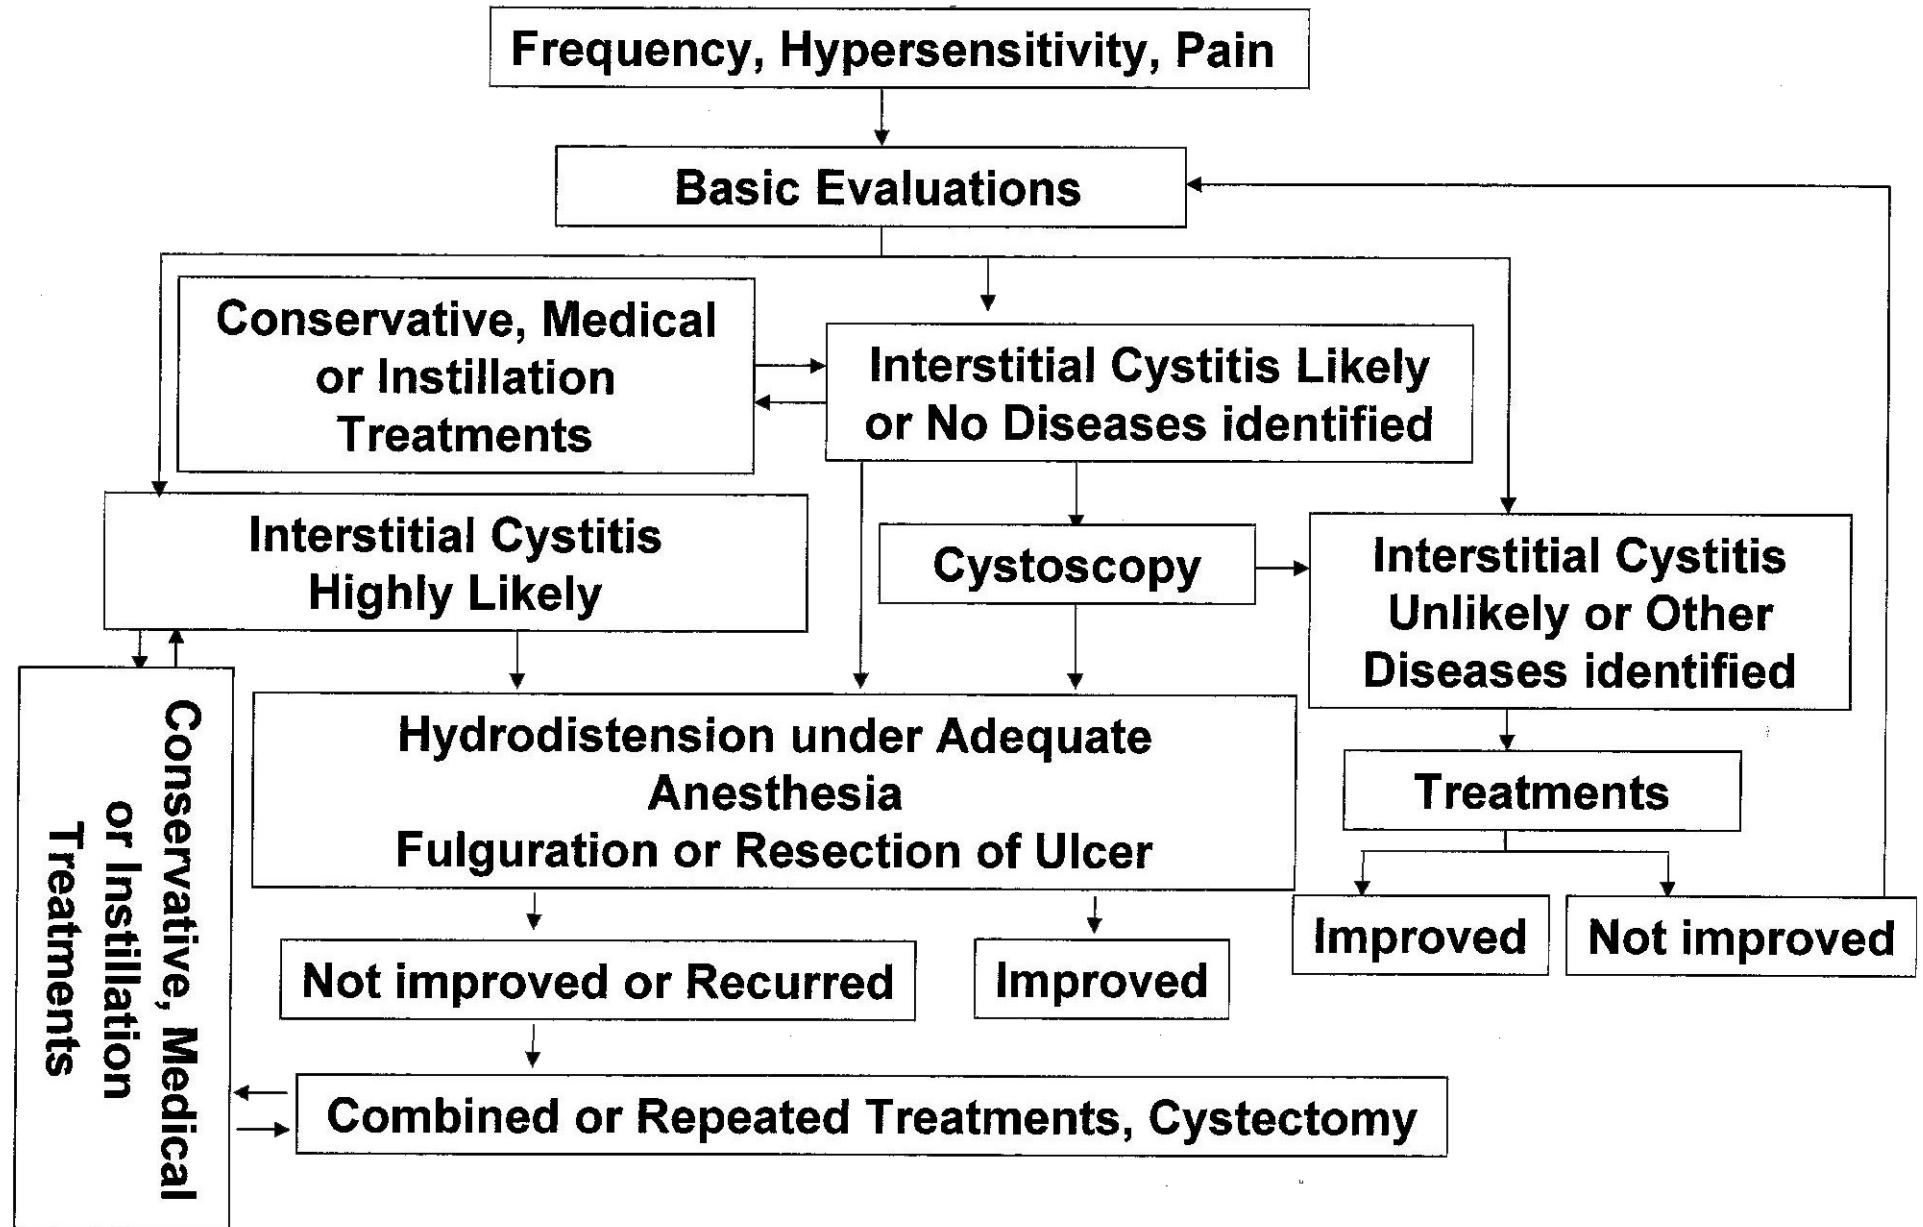 Frequency, Hypersensitivity, Pain
Basic Evaluations
Conservative, Medical
or Instillation
Treatments
Interstitial Cystitis Likely
or No Diseases identified
Interstitial Cystitis
Highly Likely
Cystoscopy
Interstitial Cystitis
Unlikely or Other
Diseases identified
Conservative, Medical
or Instillation
Treatments
Hydrodistension under Adequate
Anesthesia
Fulguration or Resection of Ulcer
Treatments
Improved
Not improved
Not improved or Recurred
Improved
Combined or Repeated Treatments, Cystectomy